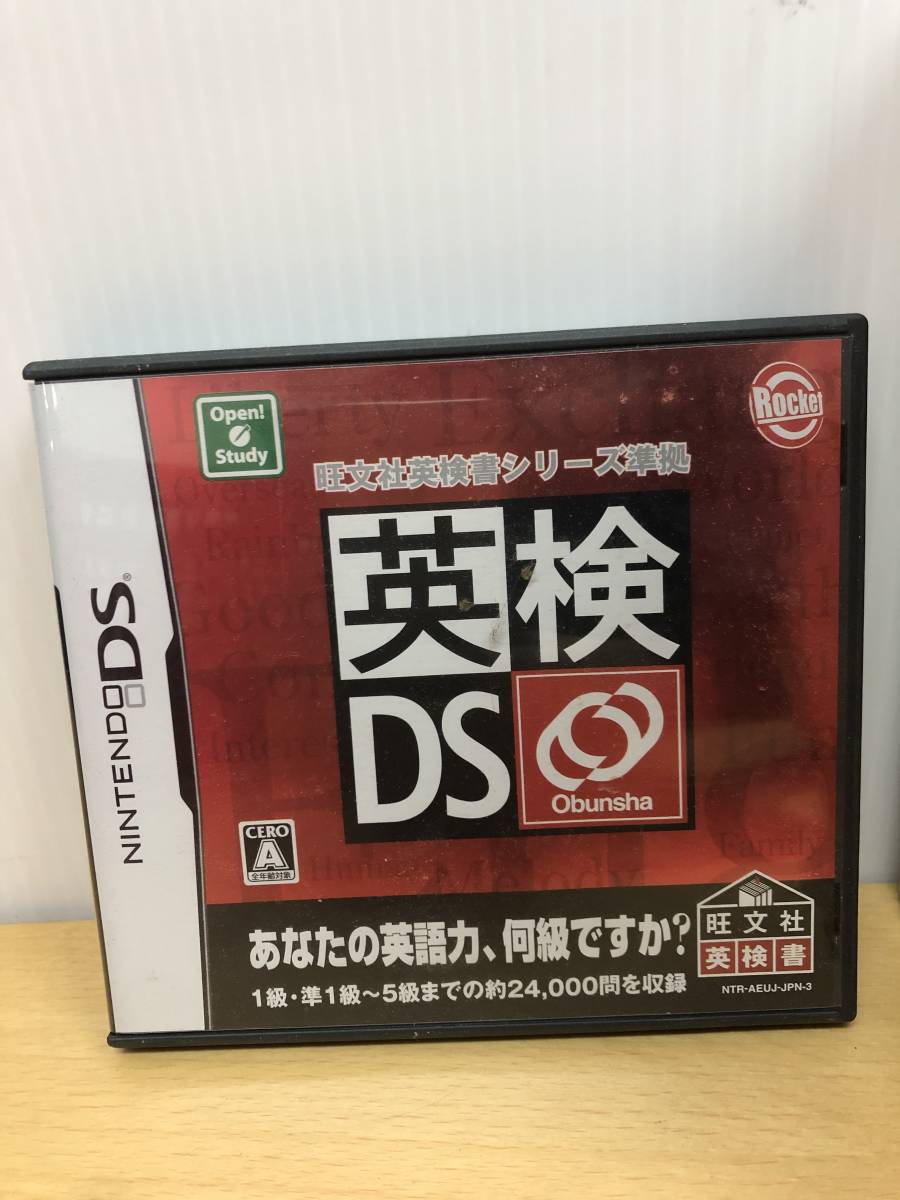 NINTENDO DS®
Open!
Study
Rocket
旺文社英検書シリーズ準拠
英検
DS
Obunsha
CERO
A
全年齢対象
Family
Melody
あなたの英語力、何級ですか?
1級・準1級～5級までの約24,000問を収録
旺文社
英検書
NTR-AEUJ-JPN-3